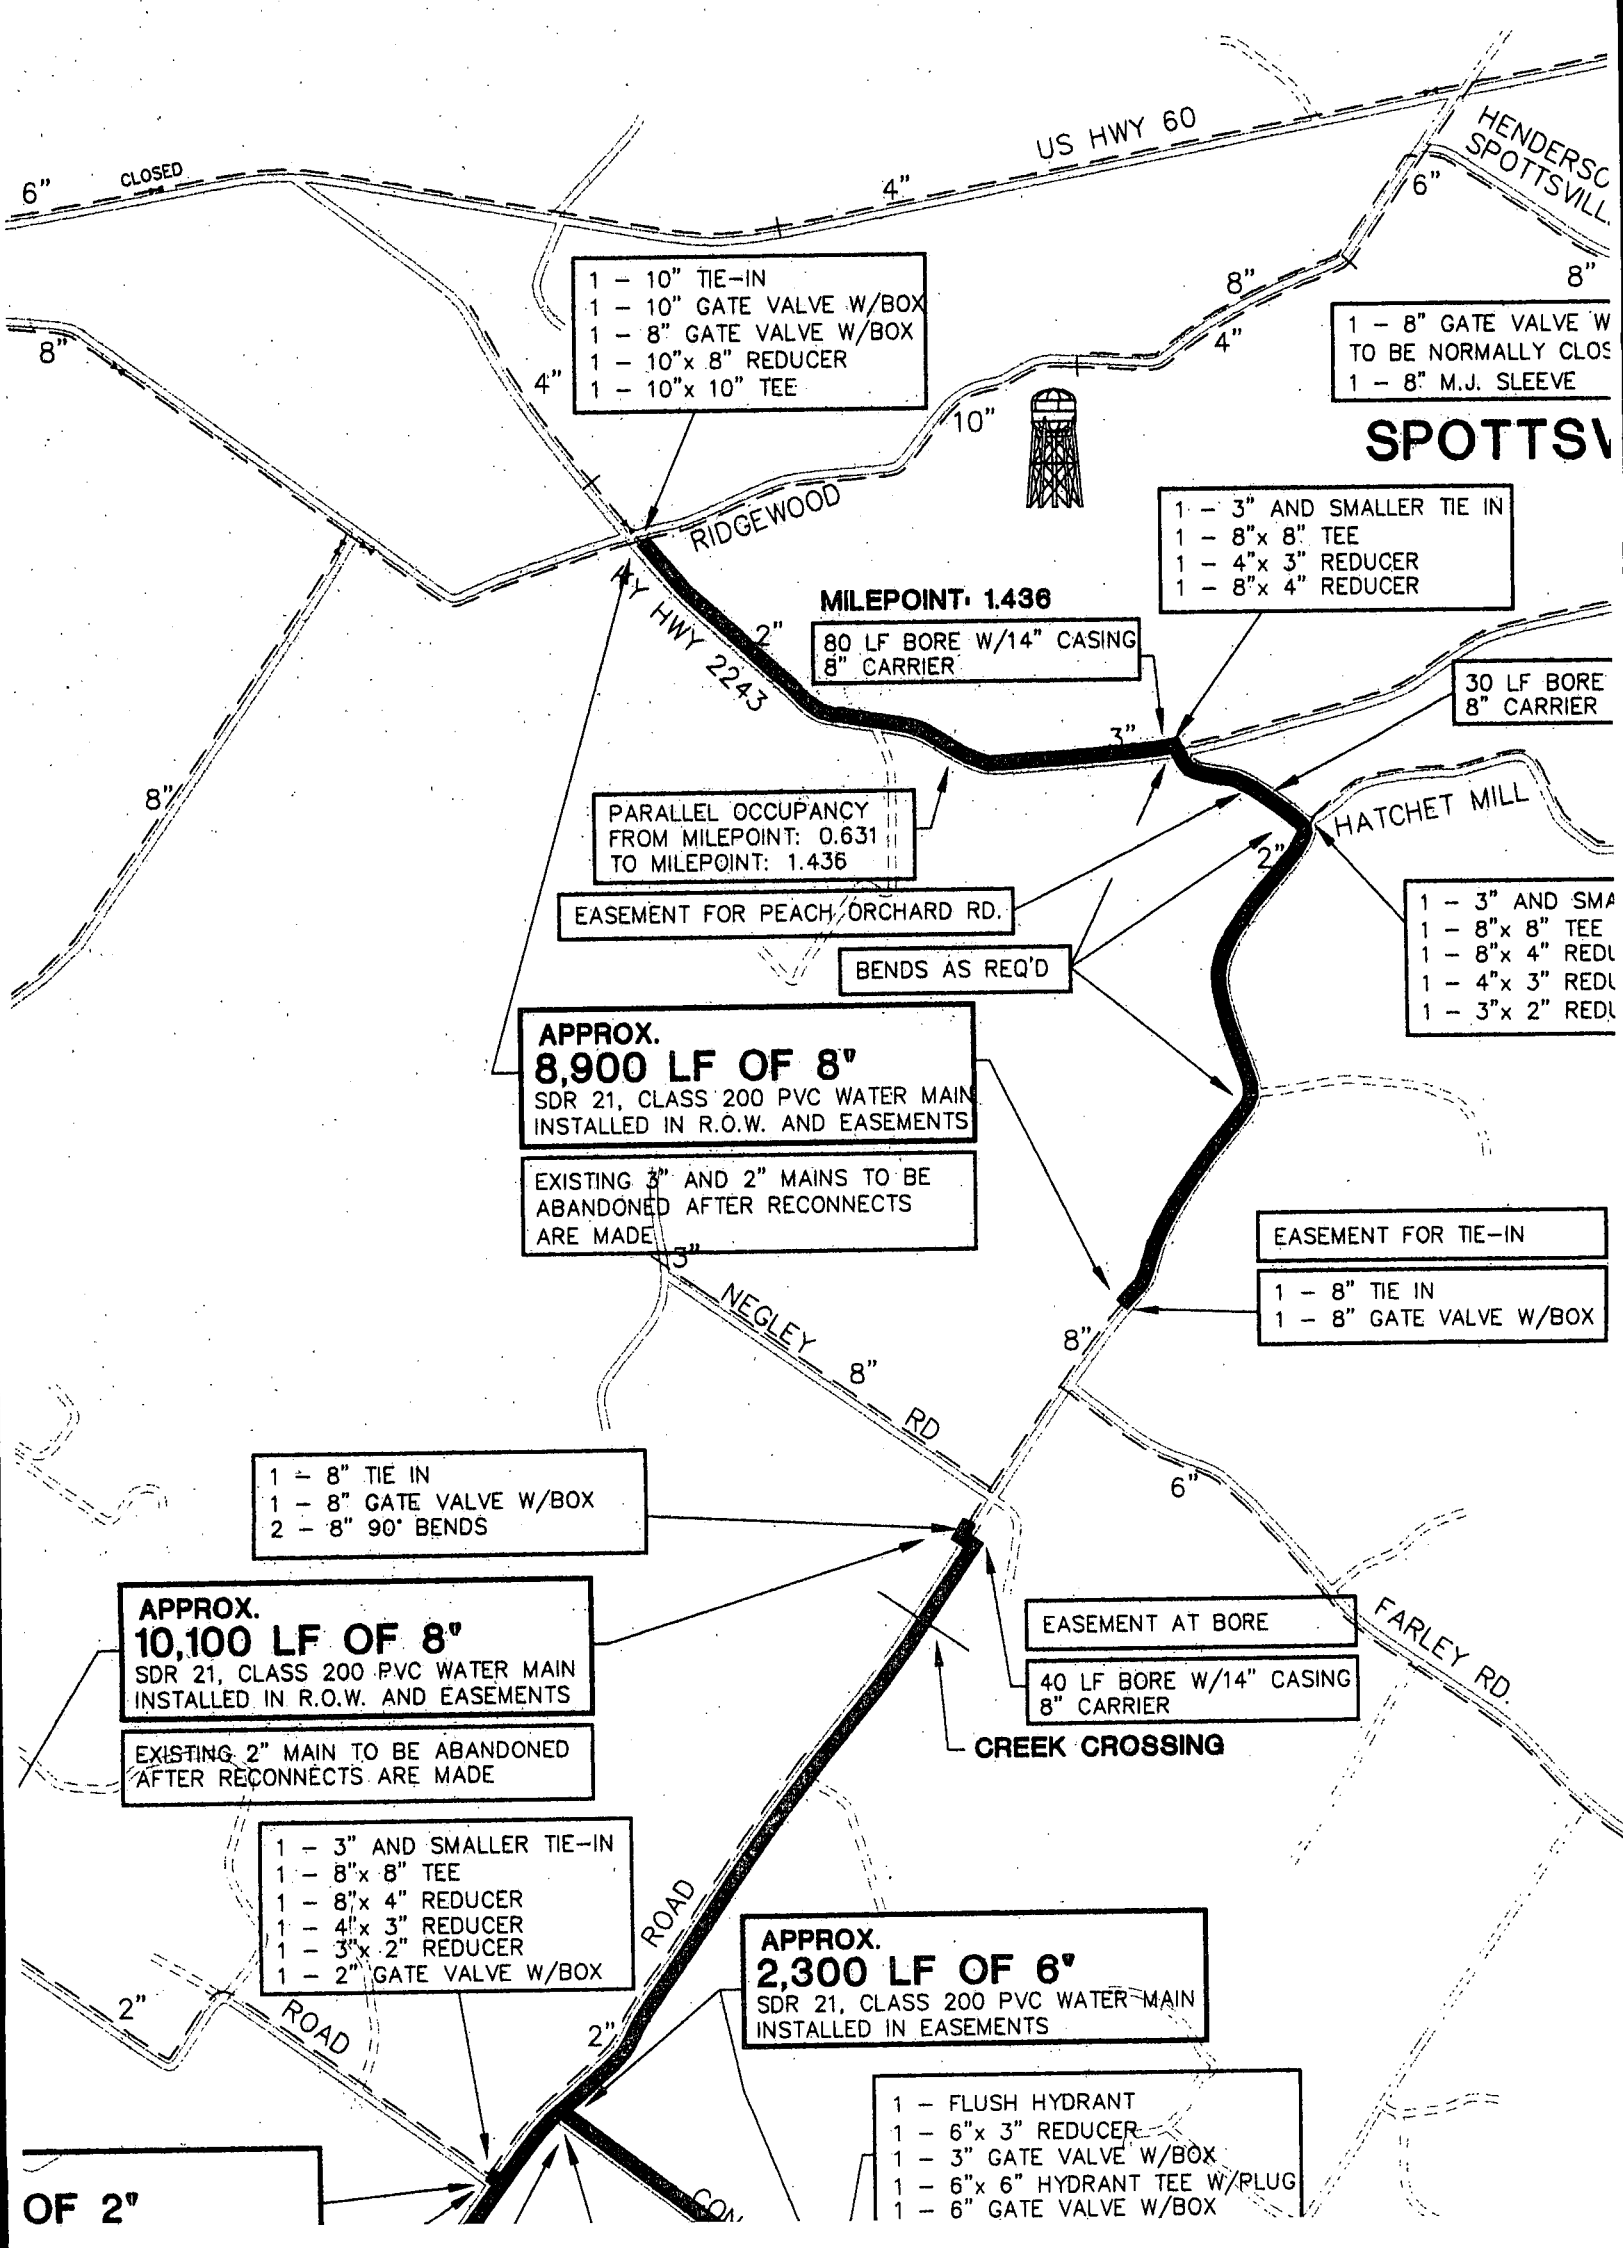 US HWY 60
HENDERSO
SPOTTSVILL
6"
CLOSED
4"
6"
8"
8"
8"
4"
4"
10"
1 - 10" TIE-IN
1 - 10" GATE VALVE W/BOX
1 - 8" GATE VALVE W/BOX
1 - 10"x 8" REDUCER
1 - 10"x 10" TEE
1 - 8" GATE VALVE W
TO BE NORMALLY CLOS
1 - 8" M.J. SLEEVE
SPOTTSV
RIDGEWOOD
1 - 3" AND SMALLER TIE IN
1 - 8"x 8" TEE
1 - 4"x 3" REDUCER
1 - 8"x 4" REDUCER
KY HWY 2243
2"
MILEPOINT: 1.436
80 LF BORE W/14" CASING
8" CARRIER
30 LF BORE
8" CARRIER
3"
8"
HATCHET MILL
2"
PARALLEL OCCUPANCY
FROM MILEPOINT: 0.631
TO MILEPOINT: 1.436
EASEMENT FOR PEACH ORCHARD RD.
BENDS AS REQ'D
1 - 3" AND SMA
1 - 8"x 8" TEE
1 - 8"x 4" REDU
1 - 4"x 3" REDU
1 - 3"x 2" REDU
APPROX.
8,900 LF OF 8"
SDR 21, CLASS 200 PVC WATER MAIN
INSTALLED IN R.O.W. AND EASEMENTS
EXISTING 3" AND 2" MAINS TO BE
ABANDONED AFTER RECONNECTS
ARE MADE
3"
EASEMENT FOR TIE-IN
1 - 8" TIE IN
1 - 8" GATE VALVE W/BOX
NEGLEY
8"
RD
8"
6"
1 - 8" TIE IN
1 - 8" GATE VALVE W/BOX
2 - 8" 90° BENDS
APPROX.
10,100 LF OF 8"
SDR 21, CLASS 200 PVC WATER MAIN
INSTALLED IN R.O.W. AND EASEMENTS
EXISTING 2" MAIN TO BE ABANDONED
AFTER RECONNECTS ARE MADE
EASEMENT AT BORE
40 LF BORE W/14" CASING
8" CARRIER
FARLEY RD.
CREEK CROSSING
1 - 3" AND SMALLER TIE-IN
1 - 8"x 8" TEE
1 - 8"x 4" REDUCER
1 - 4"x 3" REDUCER
1 - 3"x 2" REDUCER
1 - 2" GATE VALVE W/BOX
ROAD
APPROX.
2,300 LF OF 6"
SDR 21, CLASS 200 PVC WATER MAIN
INSTALLED IN EASEMENTS
2"
ROAD
2"
1 - FLUSH HYDRANT
1 - 6"x 3" REDUCER
1 - 3" GATE VALVE W/BOX
1 - 6"x 6" HYDRANT TEE W/PLUG
1 - 6" GATE VALVE W/BOX
OF 2"